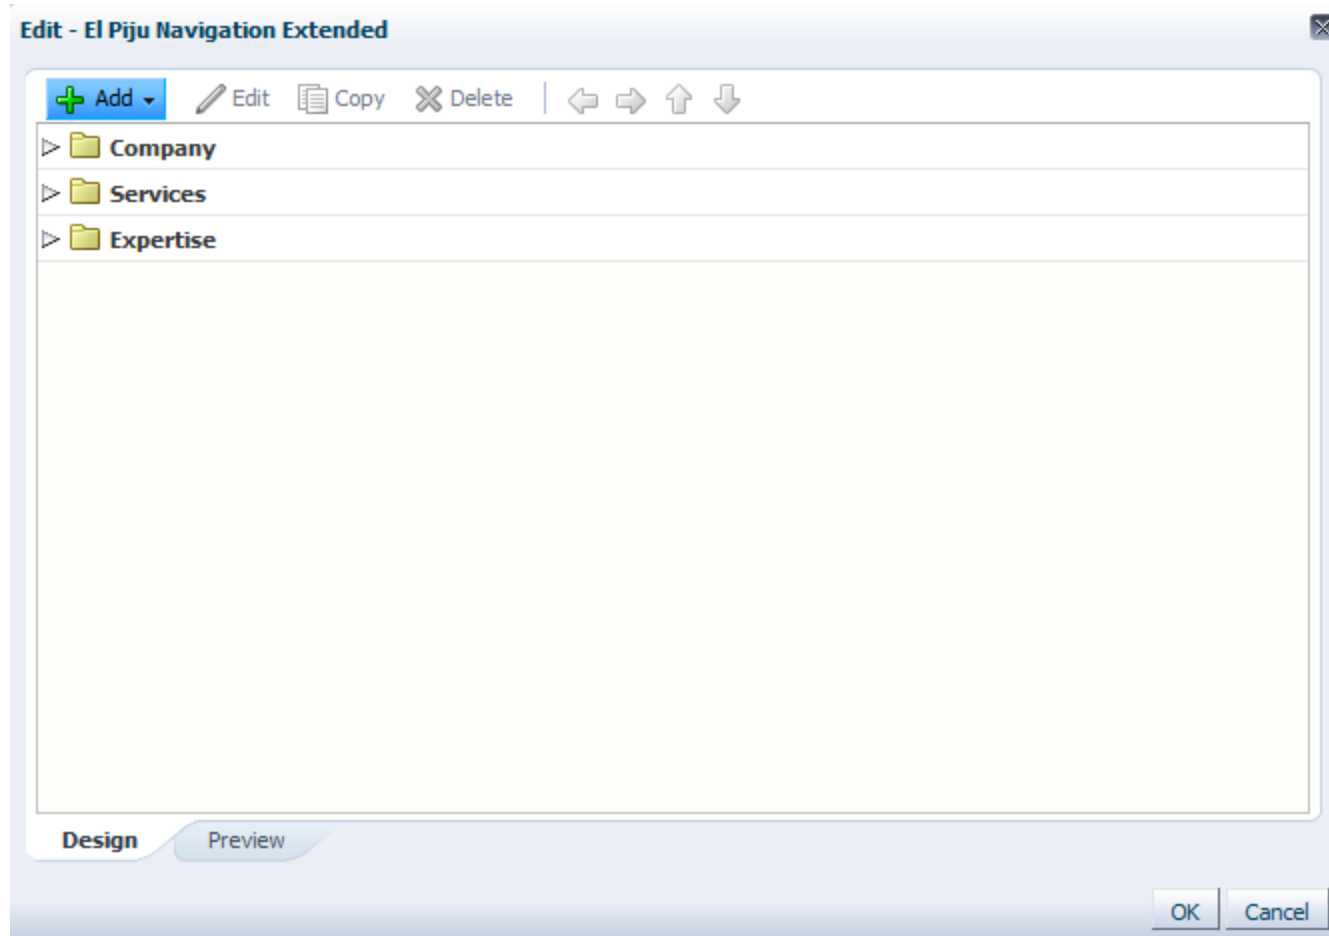 Edit - El Piju Navigation Extended
Add Edit Copy Delete
Company
Services
Expertise
Design Preview
OK Cancel